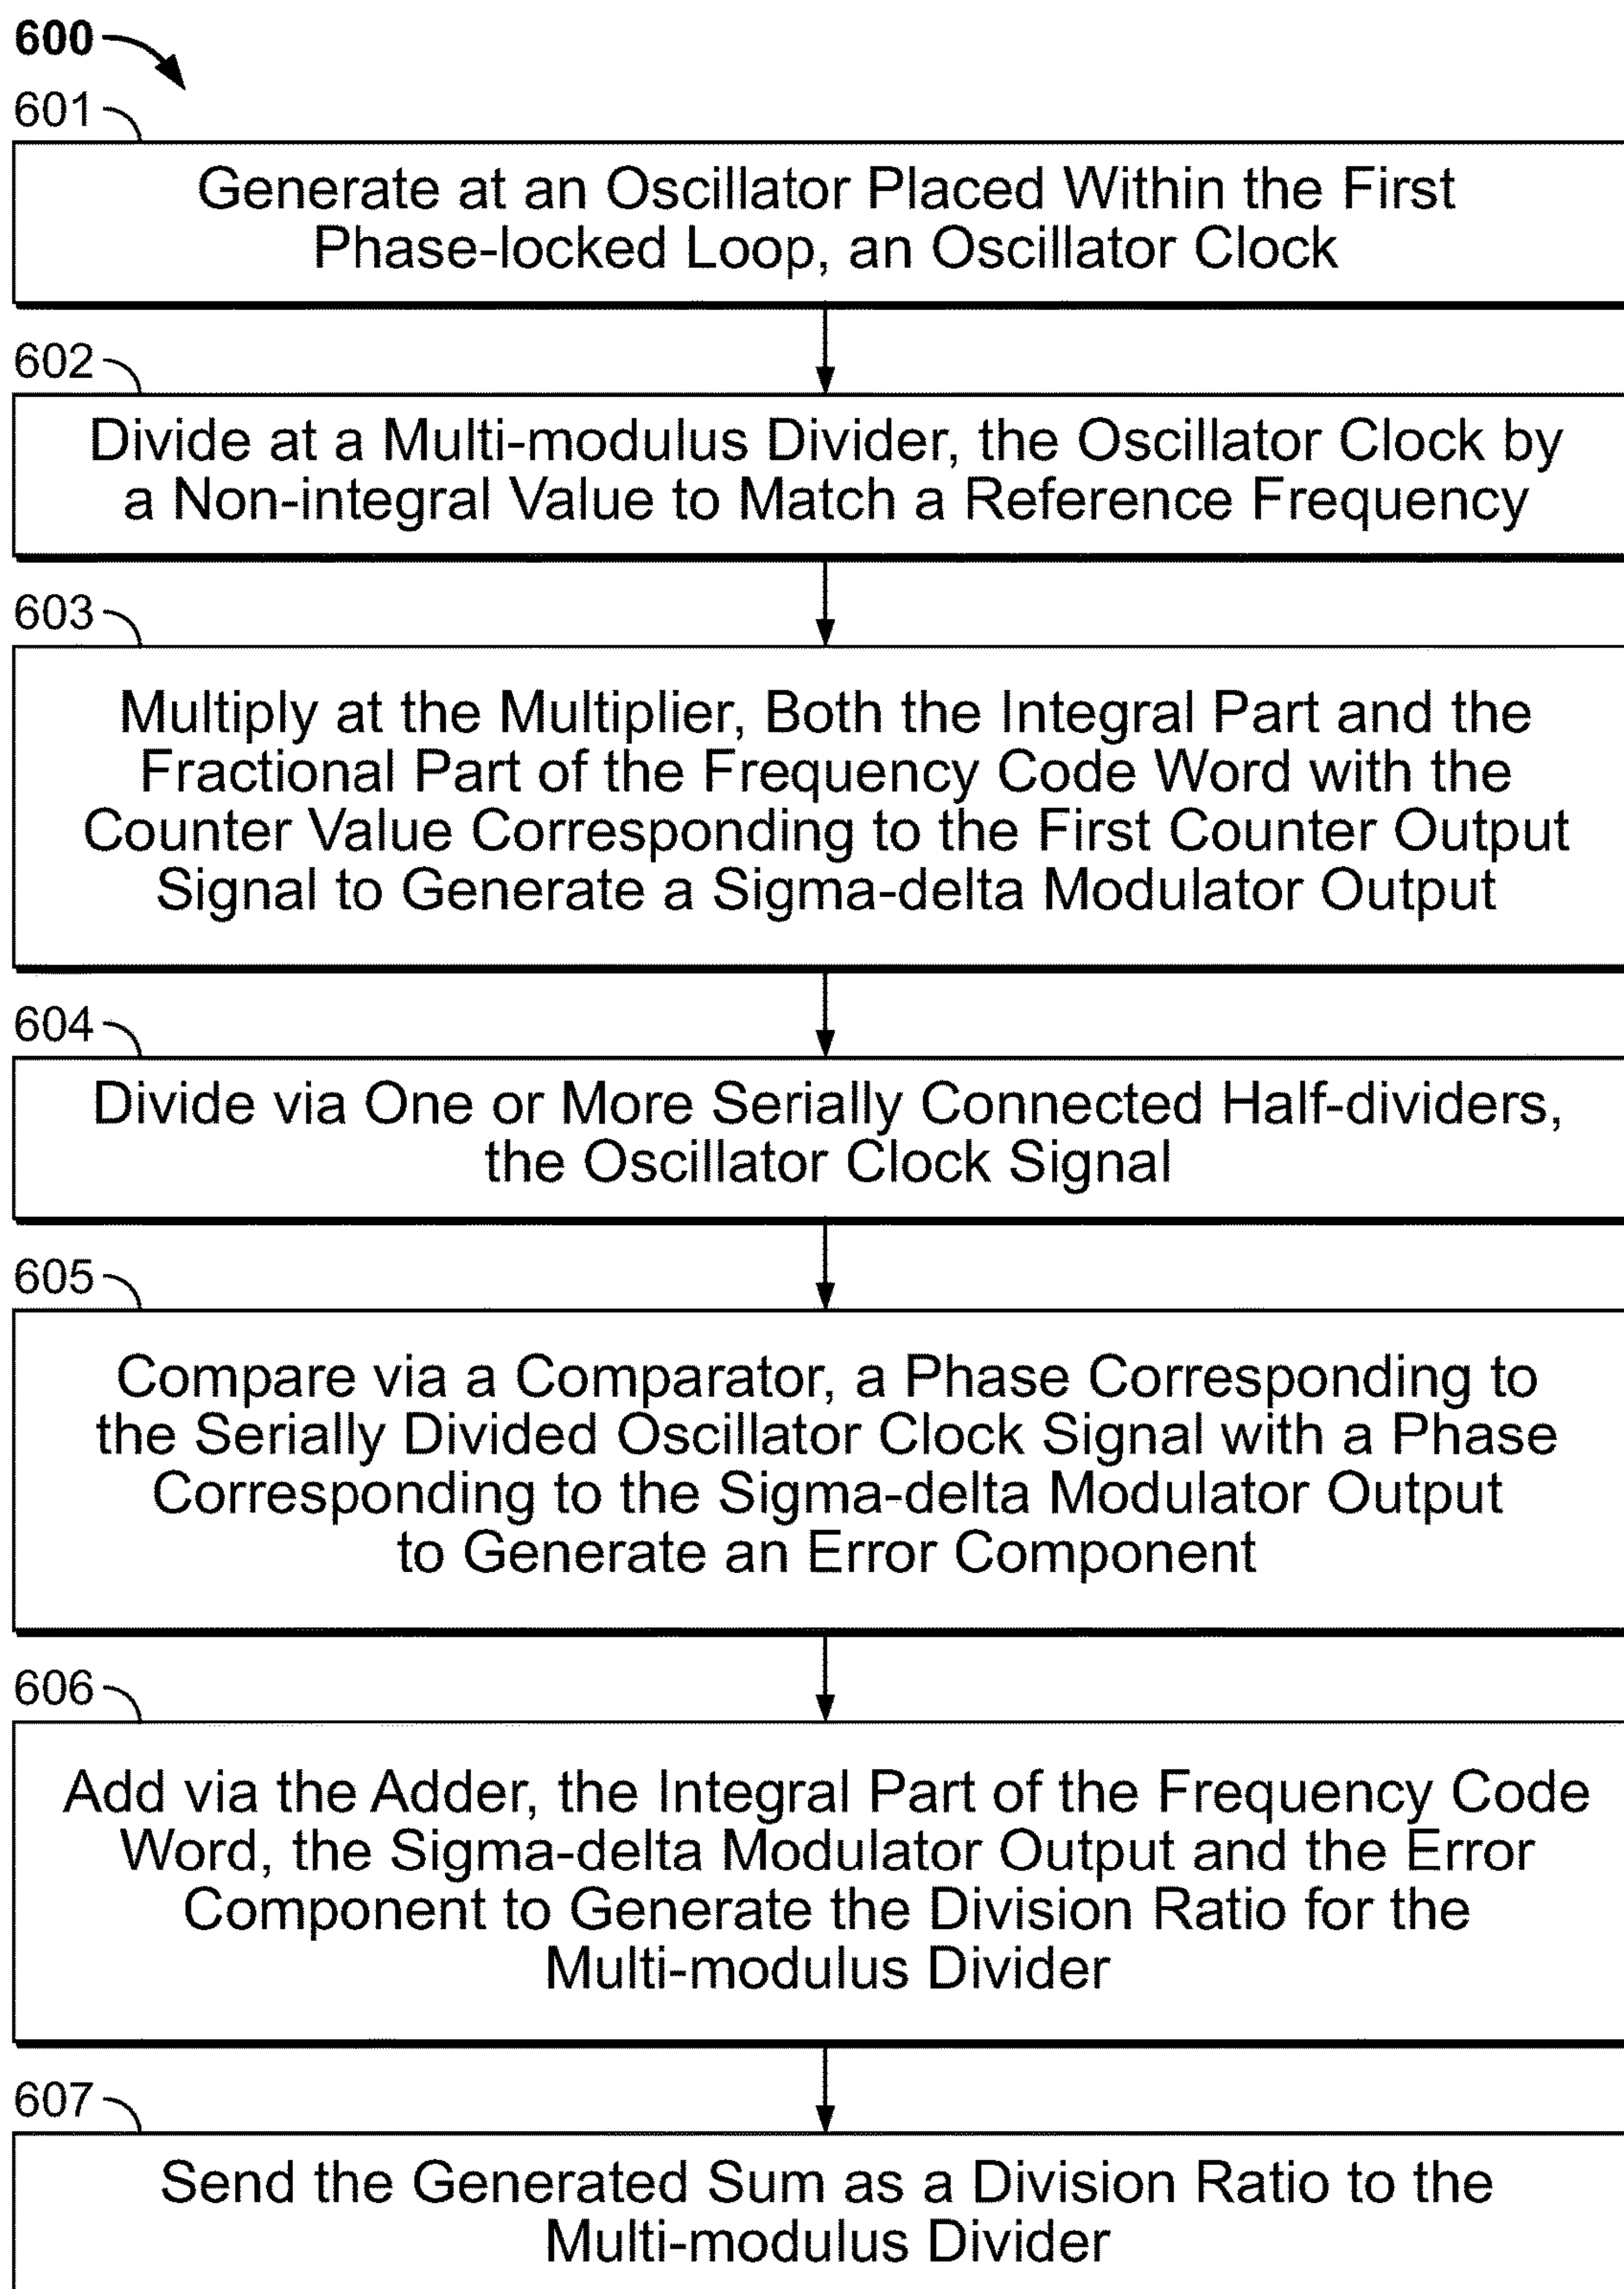 600
601
Generate at an Oscillator Placed Within the First
Phase-locked Loop, an Oscillator Clock
602
Divide at a Multi-modulus Divider, the Oscillator Clock by
a Non-integral Value to Match a Reference Frequency
603
Multiply at the Multiplier, Both the Integral Part and the
Fractional Part of the Frequency Code Word with the
Counter Value Corresponding to the First Counter Output
Signal to Generate a Sigma-delta Modulator Output
604
Divide via One or More Serially Connected Half-dividers,
the Oscillator Clock Signal
605
Compare via a Comparator, a Phase Corresponding to
the Serially Divided Oscillator Clock Signal with a Phase
Corresponding to the Sigma-delta Modulator Output
to Generate an Error Component
606
Add via the Adder, the Integral Part of the Frequency Code
Word, the Sigma-delta Modulator Output and the Error
Component to Generate the Division Ratio for the
Multi-modulus Divider
607
Send the Generated Sum as a Division Ratio to the
Multi-modulus Divider